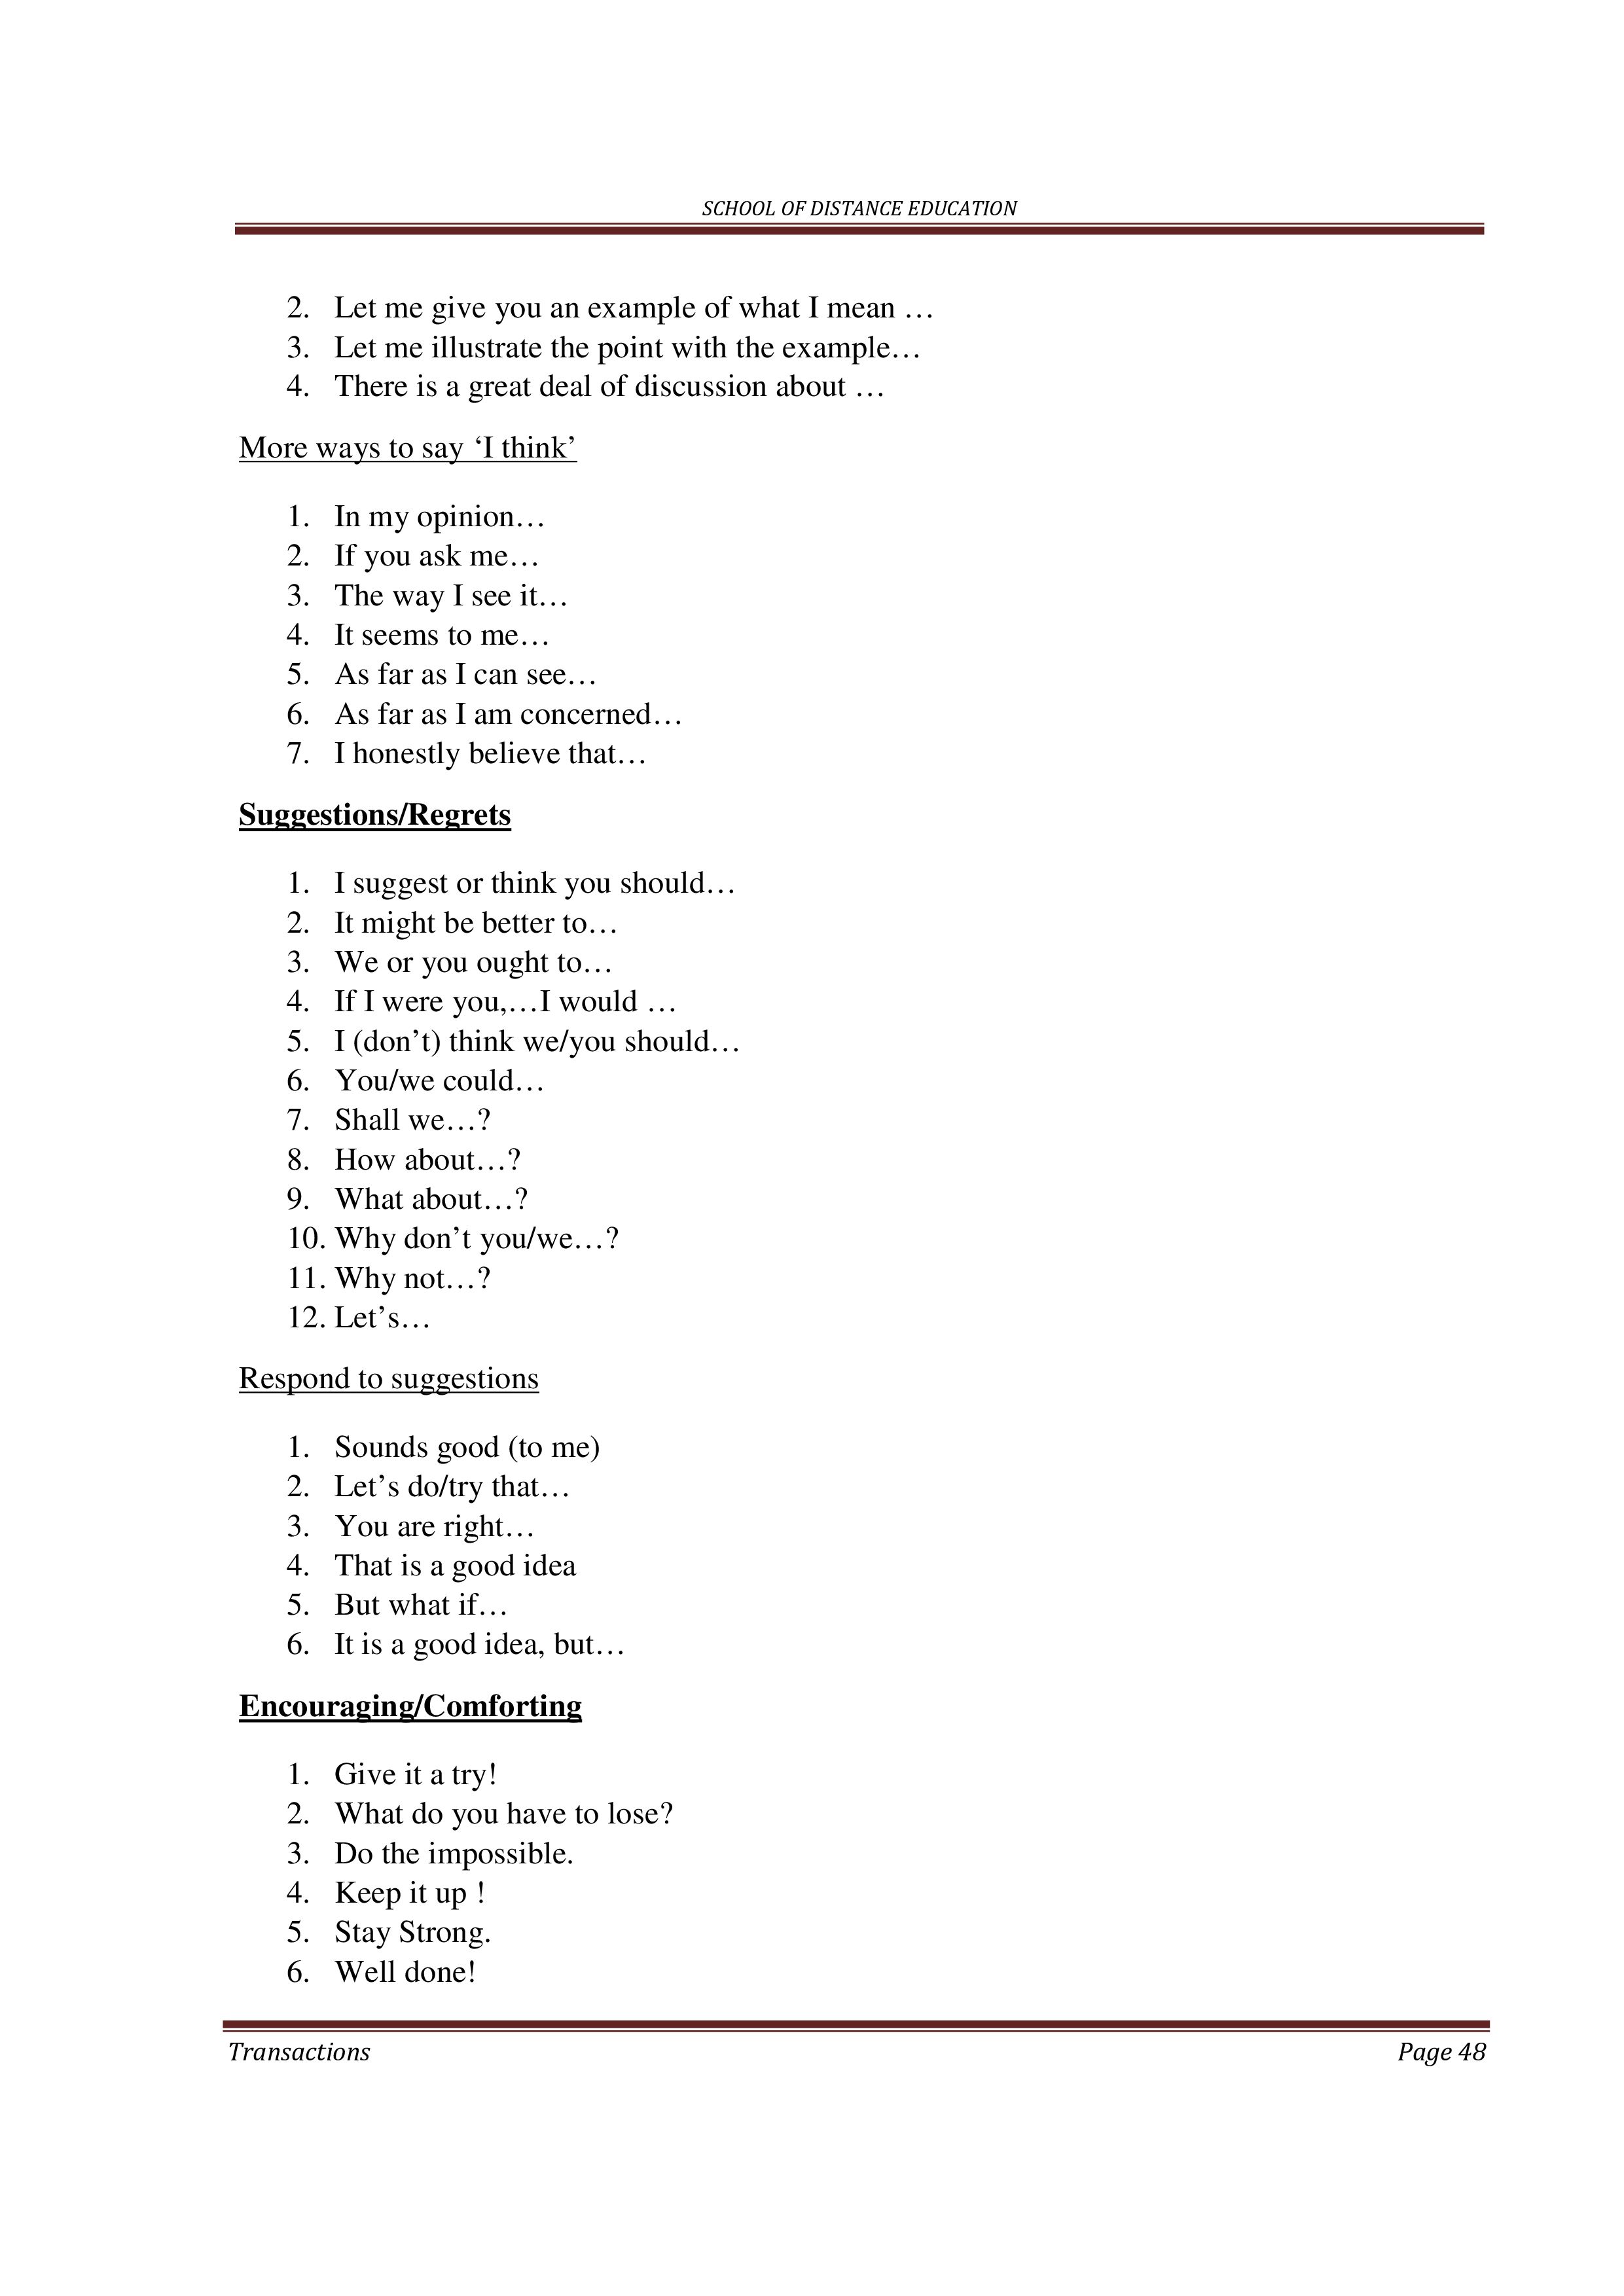 SCHOOL OF DISTANCE EDUCATION
2. Let me give you an example of what I mean …
3. Let me illustrate the point with the example…
4. There is a great deal of discussion about …
More ways to say ‘I think’
1. In my opinion…
2. If you ask me…
3. The way I see it…
4. It seems to me…
5. As far as I can see…
6. As far as I am concerned…
7. I honestly believe that…
Suggestions/Regrets
1. I suggest or think you should…
2. It might be better to…
3. We or you ought to…
4. If I were you,…I would …
5. I (don’t) think we/you should…
6. You/we could…
7. Shall we…?
8. How about…?
9. What about…?
10. Why don’t you/we…?
11. Why not…?
12. Let’s…
Respond to suggestions
1. Sounds good (to me)
2. Let’s do/try that…
3. You are right…
4. That is a good idea
5. But what if…
6. It is a good idea, but…
Encouraging/Comforting
1. Give it a try!
2. What do you have to lose?
3. Do the impossible.
4. Keep it up !
5. Stay Strong.
6. Well done!
Transactions Page 48